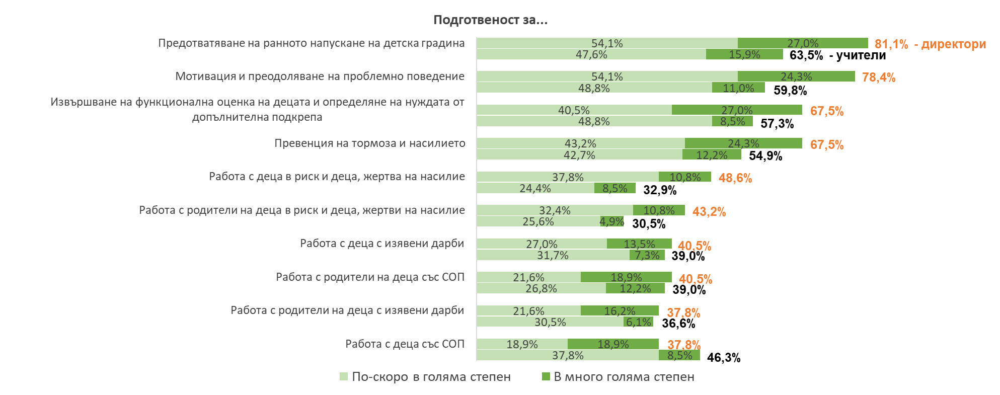 Подготвеност за...
Предотватяване на ранното напускане на детска градина
54,1% 27,0% 81,1% - директори
47,6% 15,9% 63,5% - учители
Мотивация и преодоляване на проблемно поведение
54,1% 24,3% 78,4%
48,8% 11,0% 59,8%
Извършване на функционална оценка на децата и определяне на нуждата от
допълнителна подкрепа
40,5% 27,0% 67,5%
48,8% 8,5% 57,3%
Превенция на тормоза и насилието
43,2% 24,3% 67,5%
42,7% 12,2% 54,9%
Работа с деца в риск и деца, жертва на насилие
37,8% 10,8% 48,6%
24,4% 8,5% 32,9%
Работа с родители на деца в риск и деца, жертви на насилие
32,4% 10,8% 43,2%
25,6% 4,9% 30,5%
Работа с деца с изявени дарби
27,0% 13,5% 40,5%
31,7% 7,3% 39,0%
Работа с родители на деца със СОП
21,6% 18,9% 40,5%
26,8% 12,2% 39,0%
Работа с родители на деца с изявени дарби
21,6% 16,2% 37,8%
30,5% 6,1% 36,6%
Работа с деца със СОП
18,9% 18,9% 37,8%
37,8% 8,5% 46,3%
По-скоро в голяма степен В много голяма степен